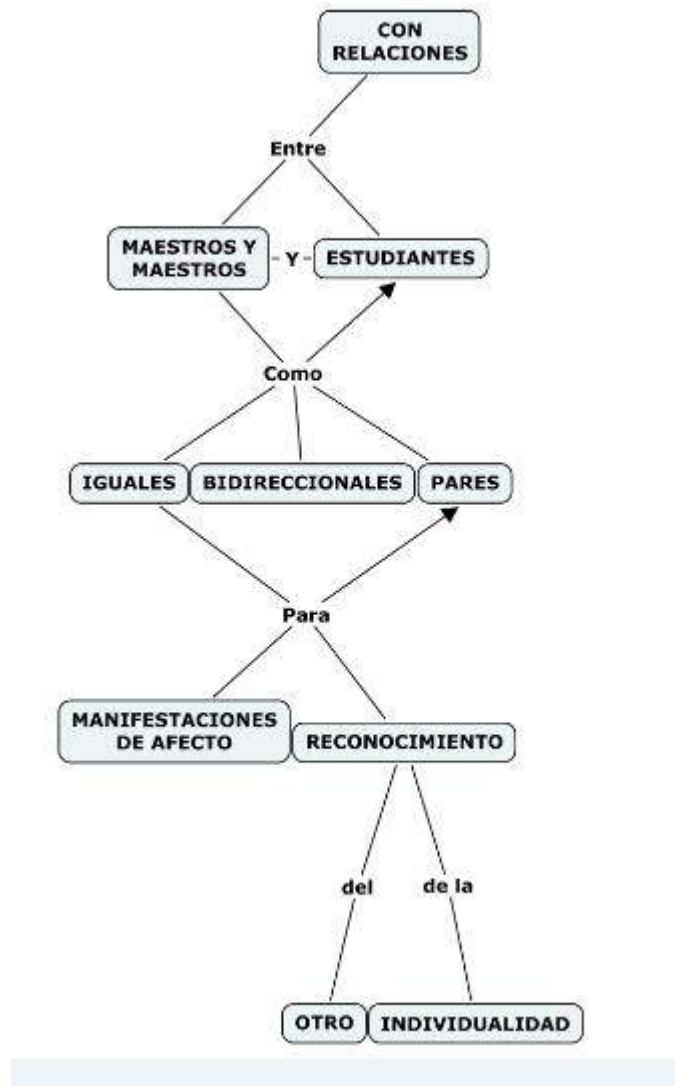 CON
RELACIONES
Entre
MAESTROS Y
MAESTROS
Y
ESTUDIANTES
Como
IGUALES
BIDIRECCIONALES
PARES
Para
MANIFESTACIONES
DE AFECTO
RECONOCIMIENTO
del
de la
OTRO
INDIVIDUALIDAD